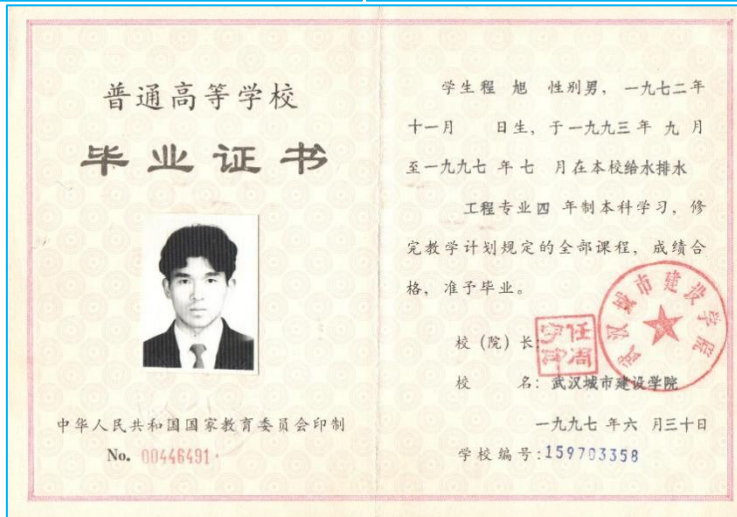 普通高等学校
毕业证书
中华人民共和国国家教育委员会印制
No. 00446491
学生程 旭 性别男，一九七二年
十一月 日生，于一九九三年 九 月
至一九九七 年 七 月在本校给水排水
工程专业四 年制本科学习，修
完教学计划规定的全部课程，成绩合
格，准予毕业。
校（院）长：
武汉城市建设学院
校 名：武汉城市建设学院
一九九七 年 六 月三十日
学校编号：159703358